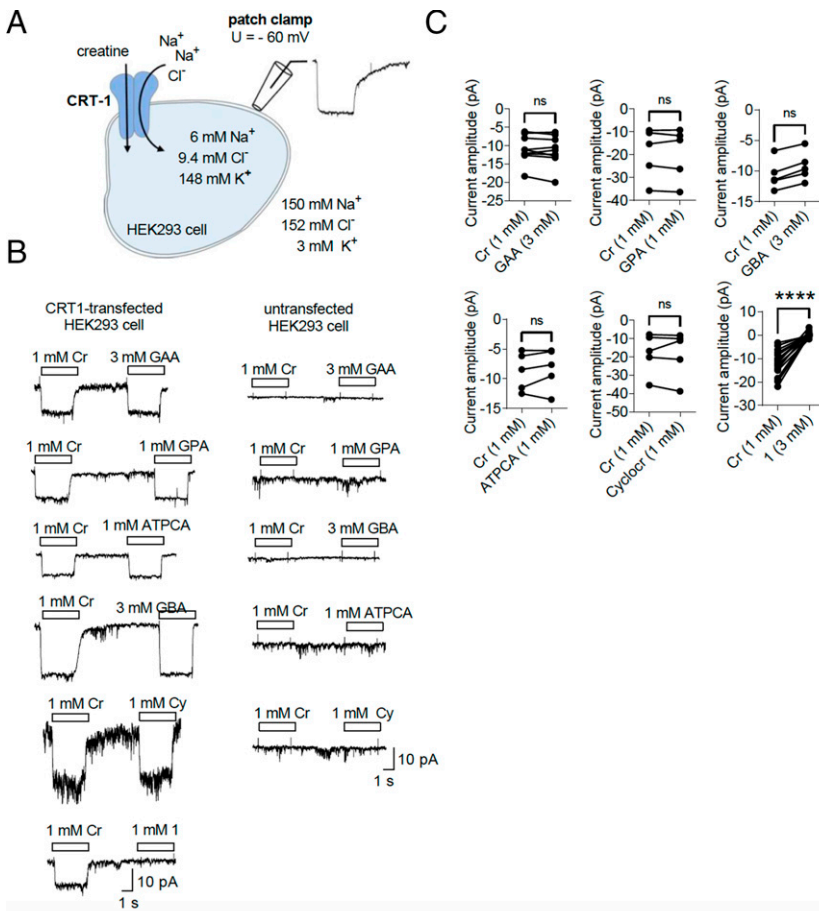 A
patch clamp
U = - 60 mV
creatine
Na⁺
Na⁺
Cl⁻
CRT-1
6 mM Na⁺
9.4 mM Cl⁻
148 mM K⁺
HEK293 cell
150 mM Na⁺
152 mM Cl⁻
3 mM K⁺
B
CRT1-transfected
HEK293 cell
untransfected
HEK293 cell
1 mM Cr 3 mM GAA
1 mM Cr 3 mM GAA
1 mM Cr 1 mM GPA
1 mM Cr 1 mM GPA
1 mM Cr 1 mM ATPCA
1 mM Cr 3 mM GBA
1 mM Cr 3 mM GBA
1 mM Cr 1 mM ATPCA
1 mM Cr 1 mM Cy
1 mM Cr 1 mM Cy
10 pA
1 s
1 mM Cr 1 mM 1
10 pA
1 s
C
Current amplitude (pA)
ns
0
-5
-10
-15
-20
-25
Cr (1 mM)
GAA (3 mM)
Current amplitude (pA)
ns
0
-10
-20
-30
-40
Cr (1 mM)
GPA (1 mM)
Current amplitude (pA)
ns
0
-5
-10
-15
Cr (1 mM)
GBA (3 mM)
Current amplitude (pA)
ns
0
-5
-10
-15
Cr (1 mM)
ATPCA (1 mM)
Current amplitude (pA)
ns
0
-10
-20
-30
-40
-50
Cr (1 mM)
Cyclocr (1 mM)
Current amplitude (pA)
****
10
0
-10
-20
-30
Cr (1 mM)
1 (3 mM)